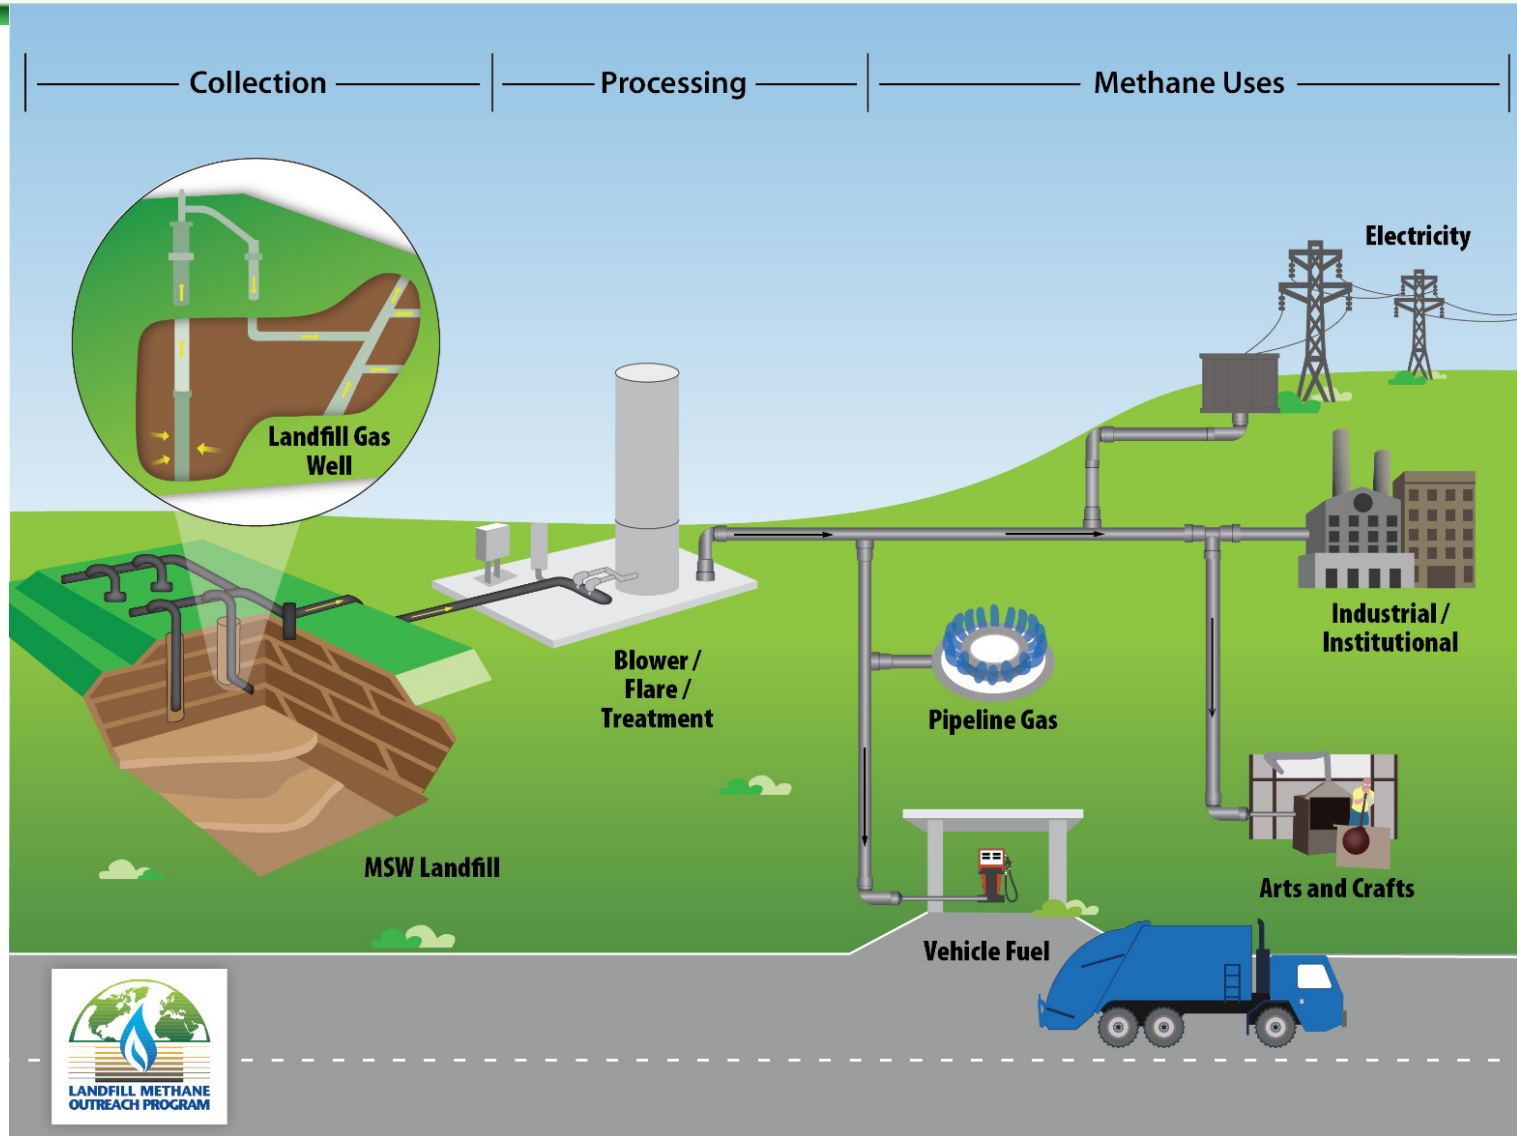 Collection
Processing
Methane Uses
Electricity
Landfill Gas
Well
Industrial /
Institutional
Blower /
Flare /
Treatment
Pipeline Gas
MSW Landfill
Arts and Crafts
Vehicle Fuel
LANDFILL METHANE
OUTREACH PROGRAM